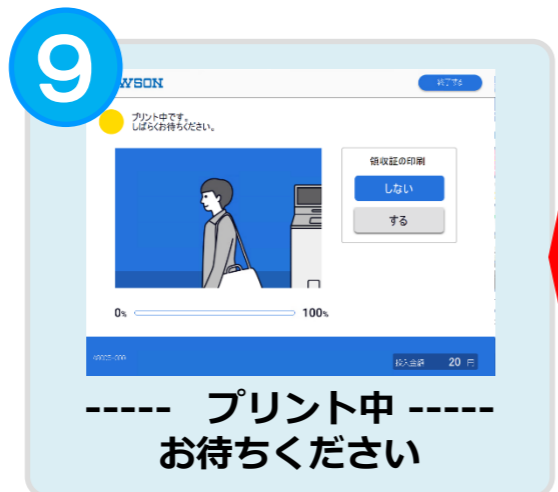 9
WSON
終了する
プリント中です。
しばらくお待ちください。
領収証の印刷
しない
する
0% 100%
投入金額 20 円
----- プリント中 -----
お待ちください